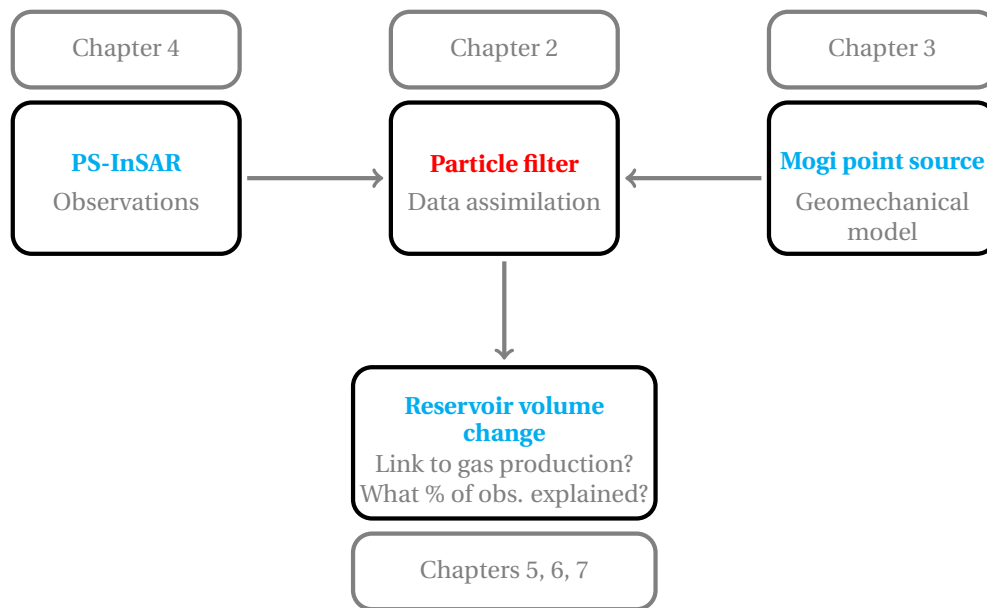 Chapter 4
Chapter 2
Chapter 3
PS-InSAR
Observations
Particle filter
Data assimilation
Mogi point source
Geomechanical
model
Reservoir volume
change
Link to gas production?
What % of obs. explained?
Chapters 5, 6, 7